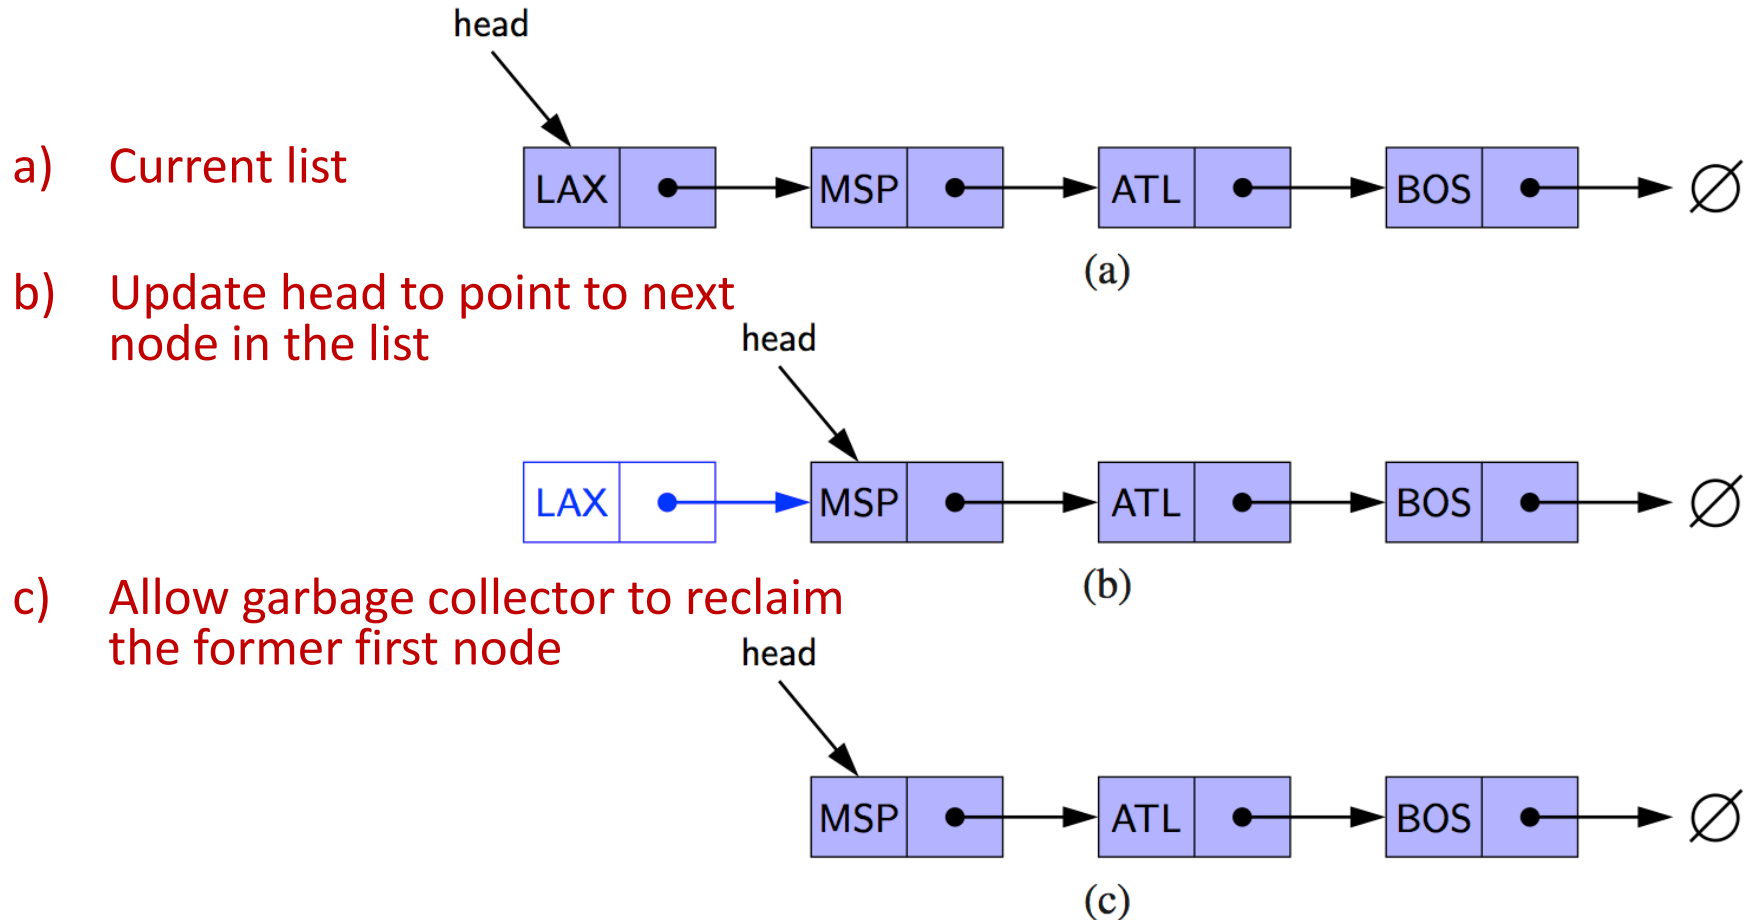 head
a) Current list
LAX MSP ATL BOS ∅
(a)
b) Update head to point to next
node in the list
head
LAX MSP ATL BOS ∅
(b)
c) Allow garbage collector to reclaim
the former first node
head
MSP ATL BOS ∅
(c)